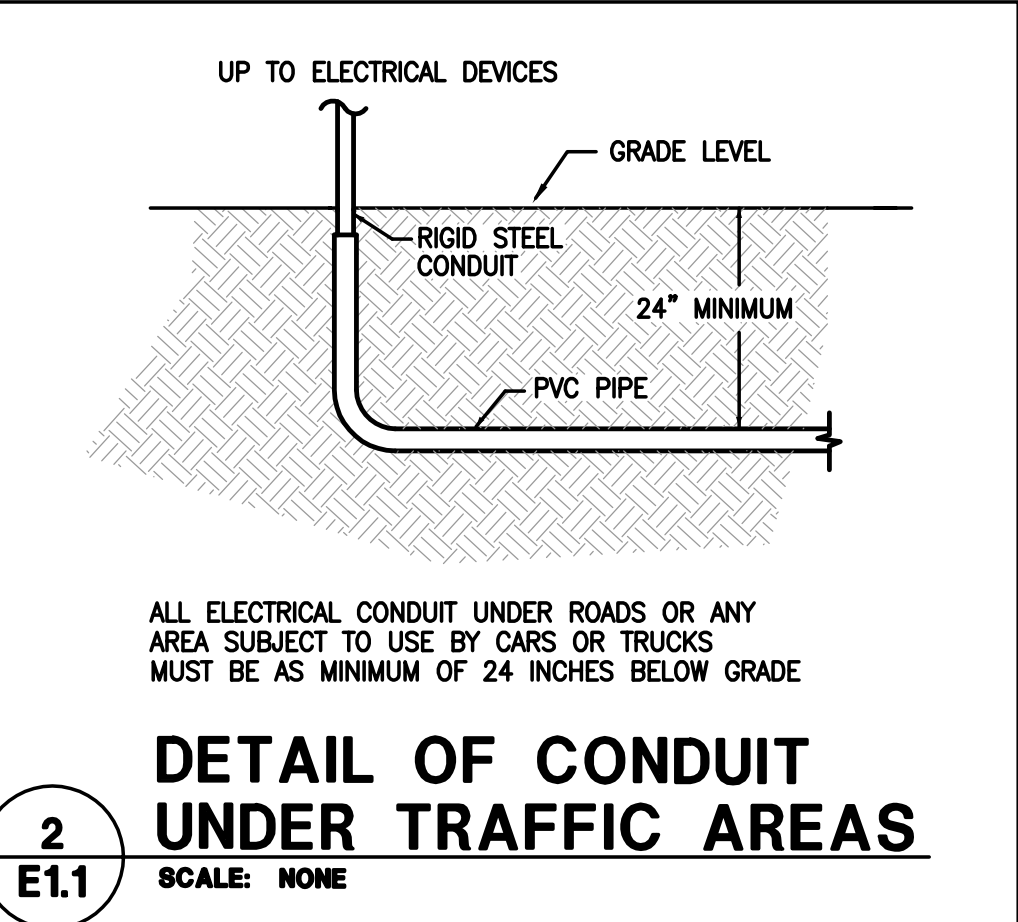 UP TO ELECTRICAL DEVICES
GRADE LEVEL
RIGID STEEL
CONDUIT
24" MINIMUM
PVC PIPE
ALL ELECTRICAL CONDUIT UNDER ROADS OR ANY
AREA SUBJECT TO USE BY CARS OR TRUCKS
MUST BE AS MINIMUM OF 24 INCHES BELOW GRADE
DETAIL OF CONDUIT
UNDER TRAFFIC AREAS
2
E1.1
SCALE: NONE